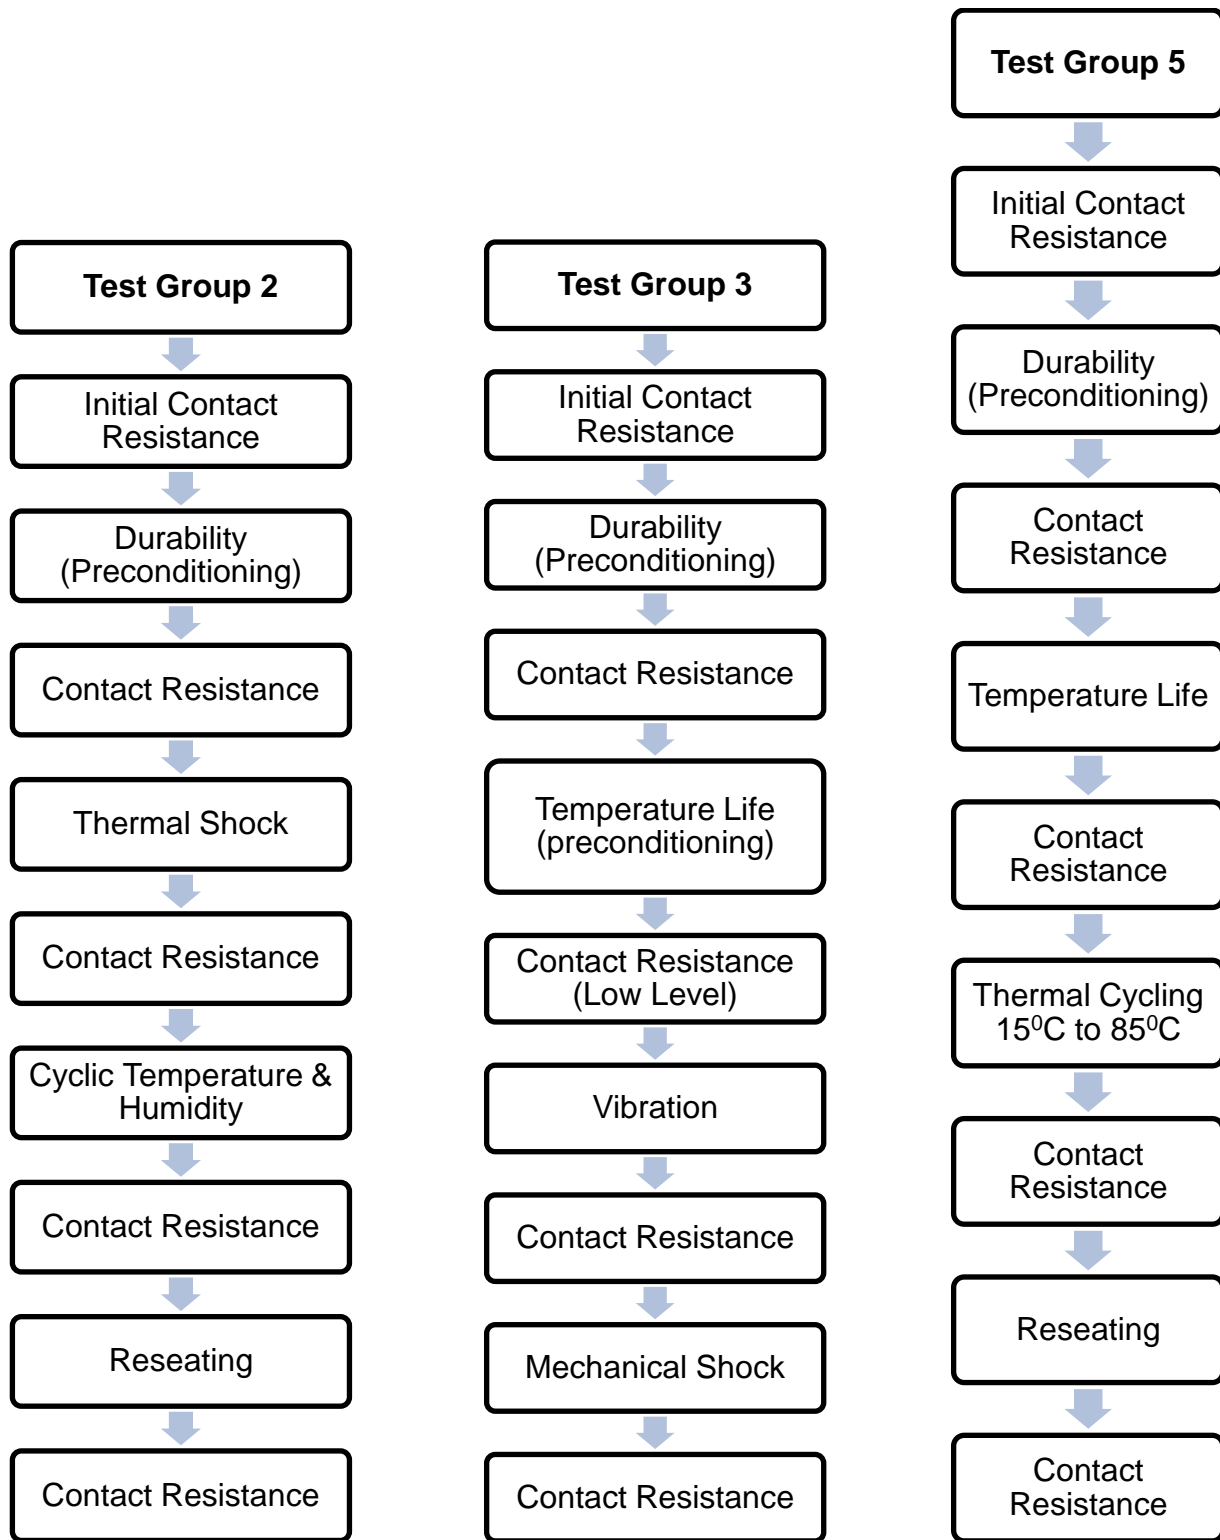 Test Group 2
Initial Contact
Resistance
Durability
(Preconditioning)
Contact Resistance
Thermal Shock
Contact Resistance
Cyclic Temperature &
Humidity
Contact Resistance
Reseating
Contact Resistance
Test Group 3
Initial Contact
Resistance
Durability
(Preconditioning)
Contact Resistance
Temperature Life
(preconditioning)
Contact Resistance
(Low Level)
Vibration
Contact Resistance
Mechanical Shock
Contact Resistance
Test Group 5
Initial Contact
Resistance
Durability
(Preconditioning)
Contact
Resistance
Temperature Life
Contact
Resistance
Thermal Cycling
15⁰C to 85⁰C
Contact
Resistance
Reseating
Contact
Resistance